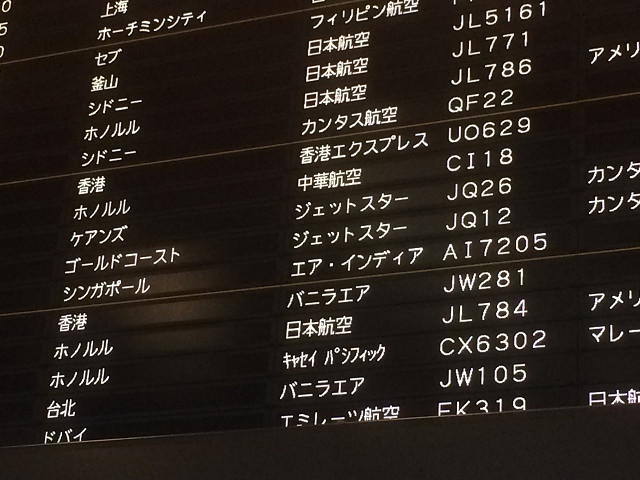 上海
ホーチミンシティ
セブ フィリピン航空
釜山 日本航空 JL5161
シドニー 日本航空 JL771
ホノルル 日本航空 JL786 アメリ
シドニー カンタス航空 QF22
香港 香港エクスプレス UO629
ホノルル 中華航空 CI18
ケアンズ ジェットスター JQ26 カンタ
ゴールドコースト ジェットスター JQ12 カンタ
シンガポール エア・インディア AI7205
香港 バニラエア JW281
ホノルル 日本航空 JL784 アメリ
ホノルル ｷｬｾｲ ﾊﾟｼﾌｨｯｸ CX6302 マレー
台北 バニラエア JW105
ドバイ エミレーツ航空 EK319 日本航